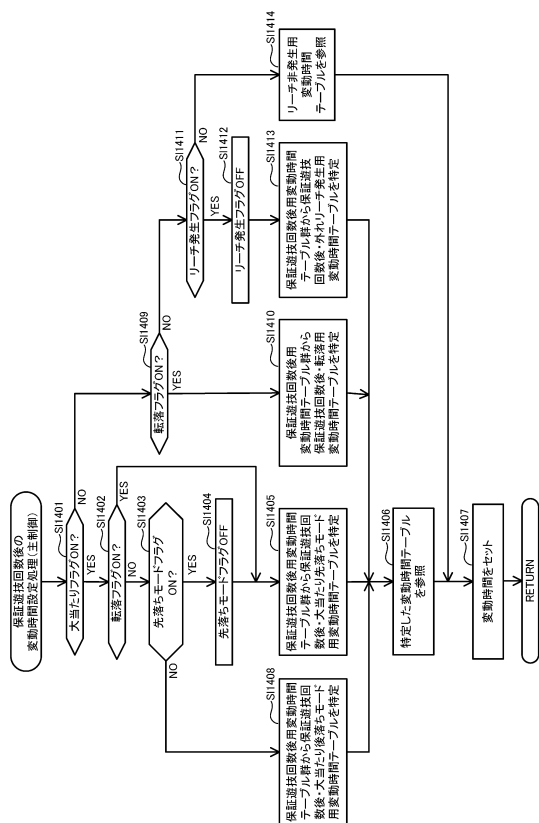 保証遊技回数後の
変動時間設定処理(主制御)
SI1401
大当たりフラグON?
NO
YES
SI1402
転落フラグON?
YES
NO
SI1403
先落ちモードフラグ
ON?
NO
YES
SI1404
先落ちモードフラグOFF
SI1405
保証遊技回数後用変動時間
テーブル群から保証遊技回
数後・大当たり先落ちモード
用変動時間テーブルを特定
SI1408
保証遊技回数後用変動時間
テーブル群から保証遊技回
数後・大当たり後落ちモード
用変動時間テーブルを特定
SI1409
転落フラグON?
NO
YES
SI1410
保証遊技回数後用
変動時間テーブル群から
保証遊技回数後・転落用
変動時間テーブルを特定
SI1411
リーチ発生フラグON?
NO
YES
SI1412
リーチ発生フラグOFF
SI1413
保証遊技回数後用変動時間
テーブル群から保証遊技
回数後・外れリーチ発生用
変動時間テーブルを特定
SI1414
リーチ非発生用
変動時間
テーブルを参照
SI1406
特定した変動時間テーブル
を参照
SI1407
変動時間をセット
RETURN